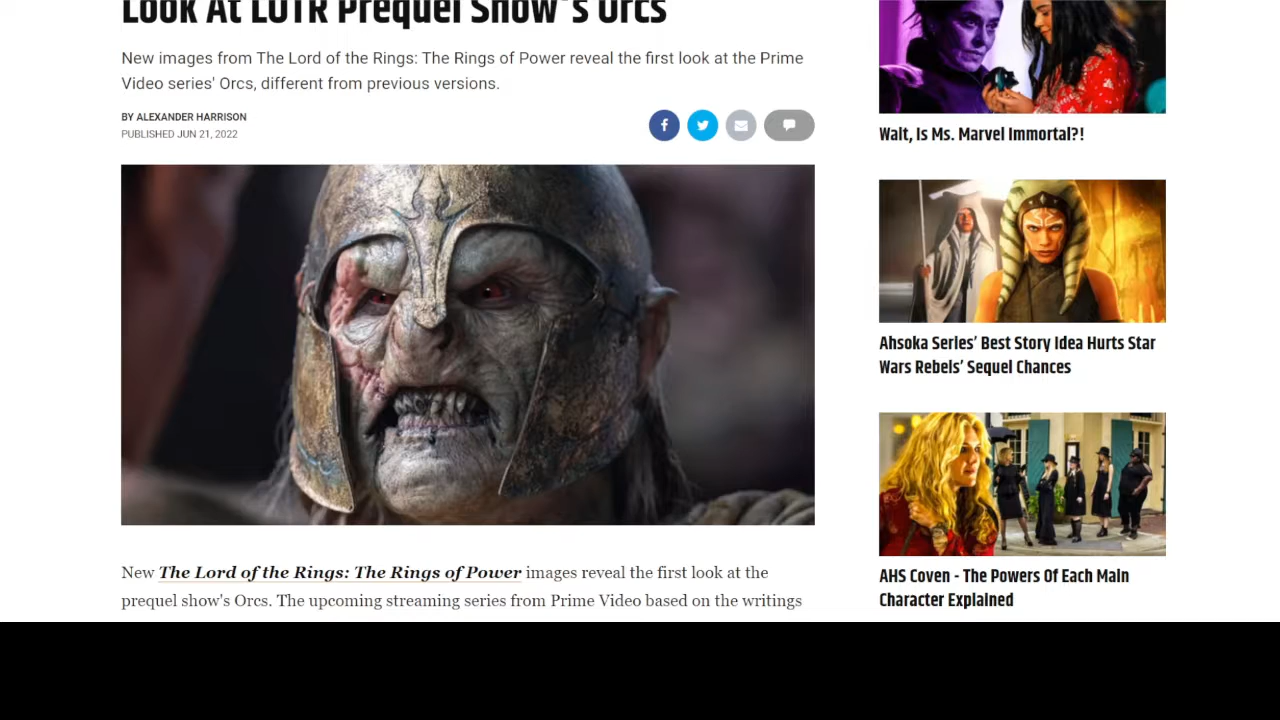 Look At LOTR Prequel Show's Orcs
New images from The Lord of the Rings: The Rings of Power reveal the first look at the Prime
Video series' Orcs, different from previous versions.
BY ALEXANDER HARRISON
PUBLISHED JUN 21, 2022
New The Lord of the Rings: The Rings of Power images reveal the first look at the
prequel show's Orcs. The upcoming streaming series from Prime Video based on the writings
Wait, Is Ms. Marvel Immortal?!
Ahsoka Series' Best Story Idea Hurts Star
Wars Rebels' Sequel Chances
AHS Coven - The Powers Of Each Main
Character Explained